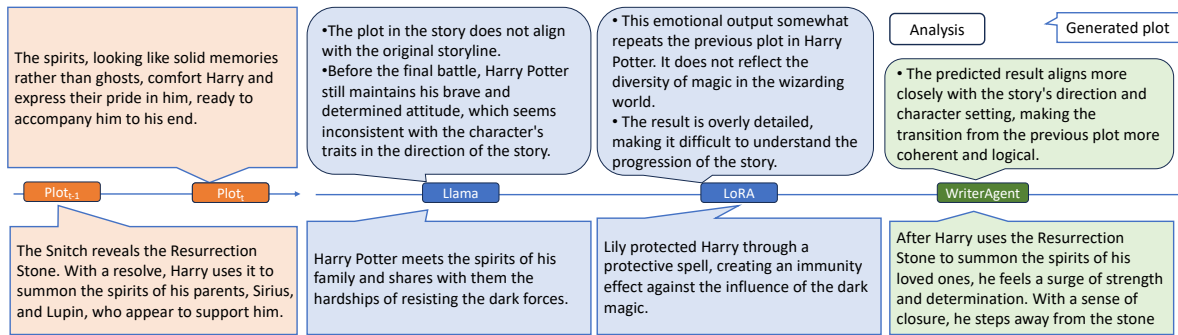 The spirits, looking like solid memories
rather than ghosts, comfort Harry and
express their pride in him, ready to
accompany him to his end.
•The plot in the story does not align
with the original storyline.
•Before the final battle, Harry Potter
still maintains his brave and
determined attitude, which seems
inconsistent with the character's
traits in the direction of the story.
• This emotional output somewhat
repeats the previous plot in Harry
Potter. It does not reflect the
diversity of magic in the wizarding
world.
• The result is overly detailed,
making it difficult to understand the
progression of the story.
Analysis
Generated plot
• The predicted result aligns more
closely with the story's direction and
character setting, making the
transition from the previous plot more
coherent and logical.
Plott-1
Plott
Llama
LoRA
WriterAgent
The Snitch reveals the Resurrection
Stone. With a resolve, Harry uses it to
summon the spirits of his parents, Sirius,
and Lupin, who appear to support him.
Harry Potter meets the spirits of his
family and shares with them the
hardships of resisting the dark forces.
Lily protected Harry through a
protective spell, creating an immunity
effect against the influence of the dark
magic.
After Harry uses the Resurrection
Stone to summon the spirits of his
loved ones, he feels a surge of strength
and determination. With a sense of
closure, he steps away from the stone